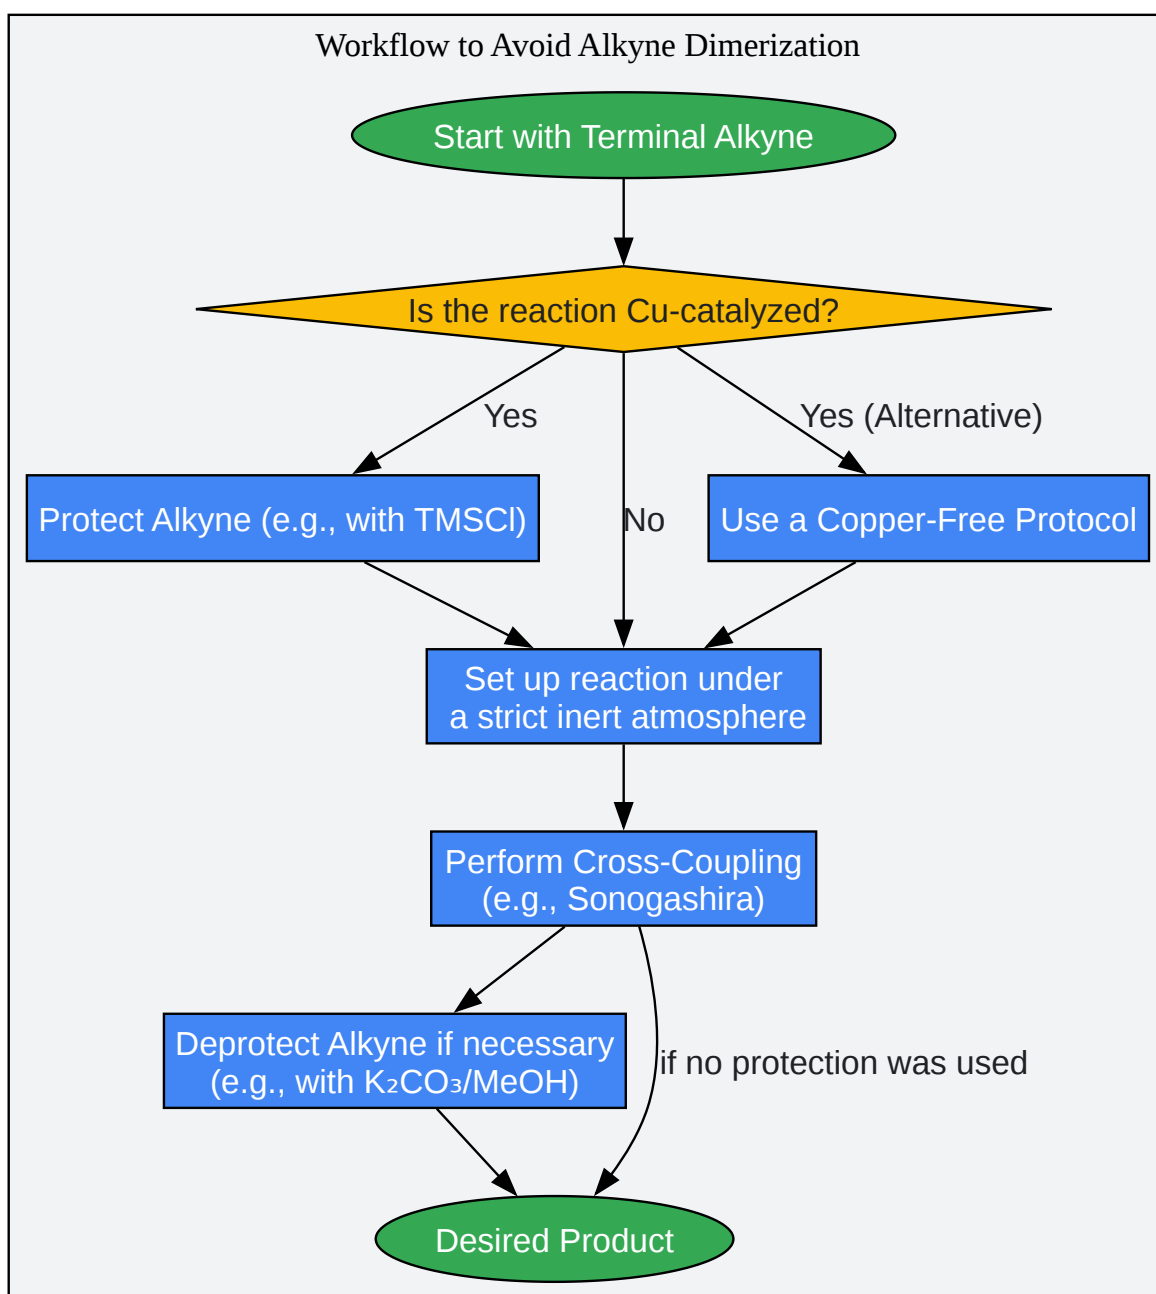 Workflow to Avoid Alkyne Dimerization
Start with Terminal Alkyne
Is the reaction Cu-catalyzed?
Yes
Yes (Alternative)
Protect Alkyne (e.g., with TMSCl)
No
Use a Copper-Free Protocol
Set up reaction under
a strict inert atmosphere
Perform Cross-Coupling
(e.g., Sonogashira)
Deprotect Alkyne if necessary
(e.g., with K₂CO₃/MeOH)
if no protection was used
Desired Product